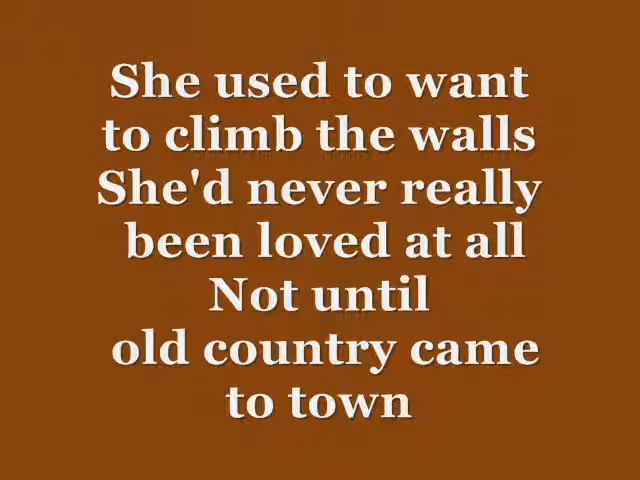 She used to want
to climb the walls
She'd never really
been loved at all
Not until
old country came
to town